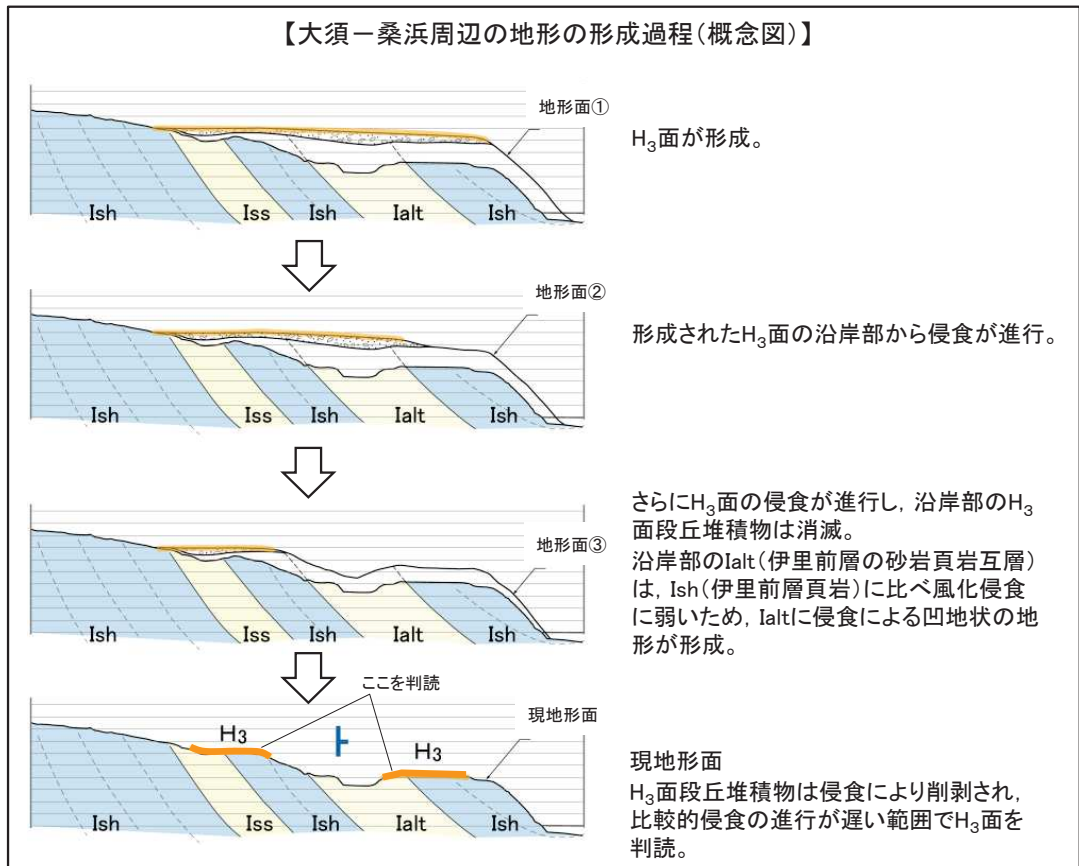 【大須－桑浜周辺の地形の形成過程(概念図)】
地形面①
H₃面が形成。
Ish
Iss
Ish
Ialt
Ish
地形面②
形成されたH₃面の沿岸部から侵食が進行。
Ish
Iss
Ish
Ialt
Ish
地形面③
さらにH₃面の侵食が進行し，沿岸部のH₃
面段丘堆積物は消滅。
沿岸部のIalt(伊里前層の砂岩頁岩互層)
は，Ish(伊里前層頁岩)に比べ風化侵食
に弱いため，Ialtに侵食による凹地状の地
形が形成。
Ish
Iss
Ish
Ialt
Ish
ここを判読
現地形面
H₃
H₃
現地形面
H₃面段丘堆積物は侵食により削剥され，
比較的侵食の進行が遅い範囲でH₃面を
判読。
Ish
Iss
Ish
Ialt
Ish